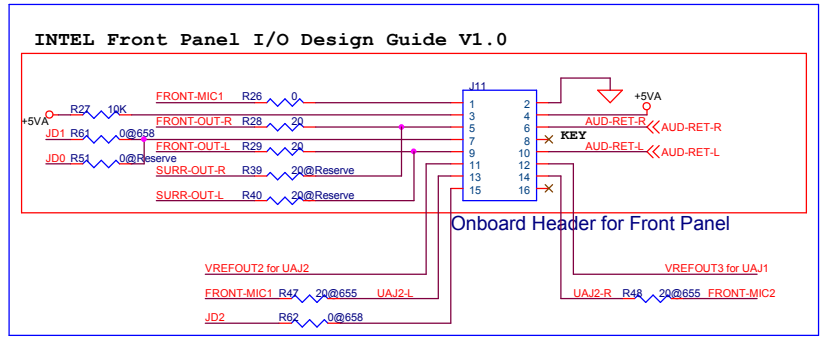 INTEL Front Panel I/O Design Guide V1.0
J11
FRONT-MIC1 R26 0 1 2
+5VA
+5VA R27 10K 3 4
FRONT-OUT-R R28 20 5 6 AUD-RET-R AUD-RET-R
JD1 R61 0@658 7 8 KEY
FRONT-OUT-L R29 20 9 10 AUD-RET-L AUD-RET-L
JD0 R51 0@Reserve 11 12
SURR-OUT-R R39 20@Reserve 13 14
SURR-OUT-L R40 20@Reserve 15 16
Onboard Header for Front Panel
VREFOUT2 for UAJ2 VREFOUT3 for UAJ1
FRONT-MIC1 R47 20@655 UAJ2-L UAJ2-R R48 20@655 FRONT-MIC2
JD2 R62 0@658